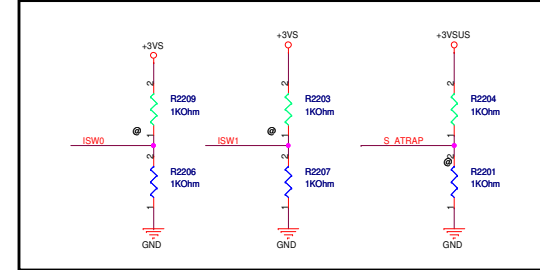 +3VS
2
R2209
1KOhm
@
1
ISW0
2
R2206
1KOhm
1
GND
+3VS
2
R2203
1KOhm
@
1
ISW1
2
R2207
1KOhm
1
GND
+3VSUS
2
R2204
1KOhm
1
S_ATRAP
2
@
R2201
1KOhm
1
GND